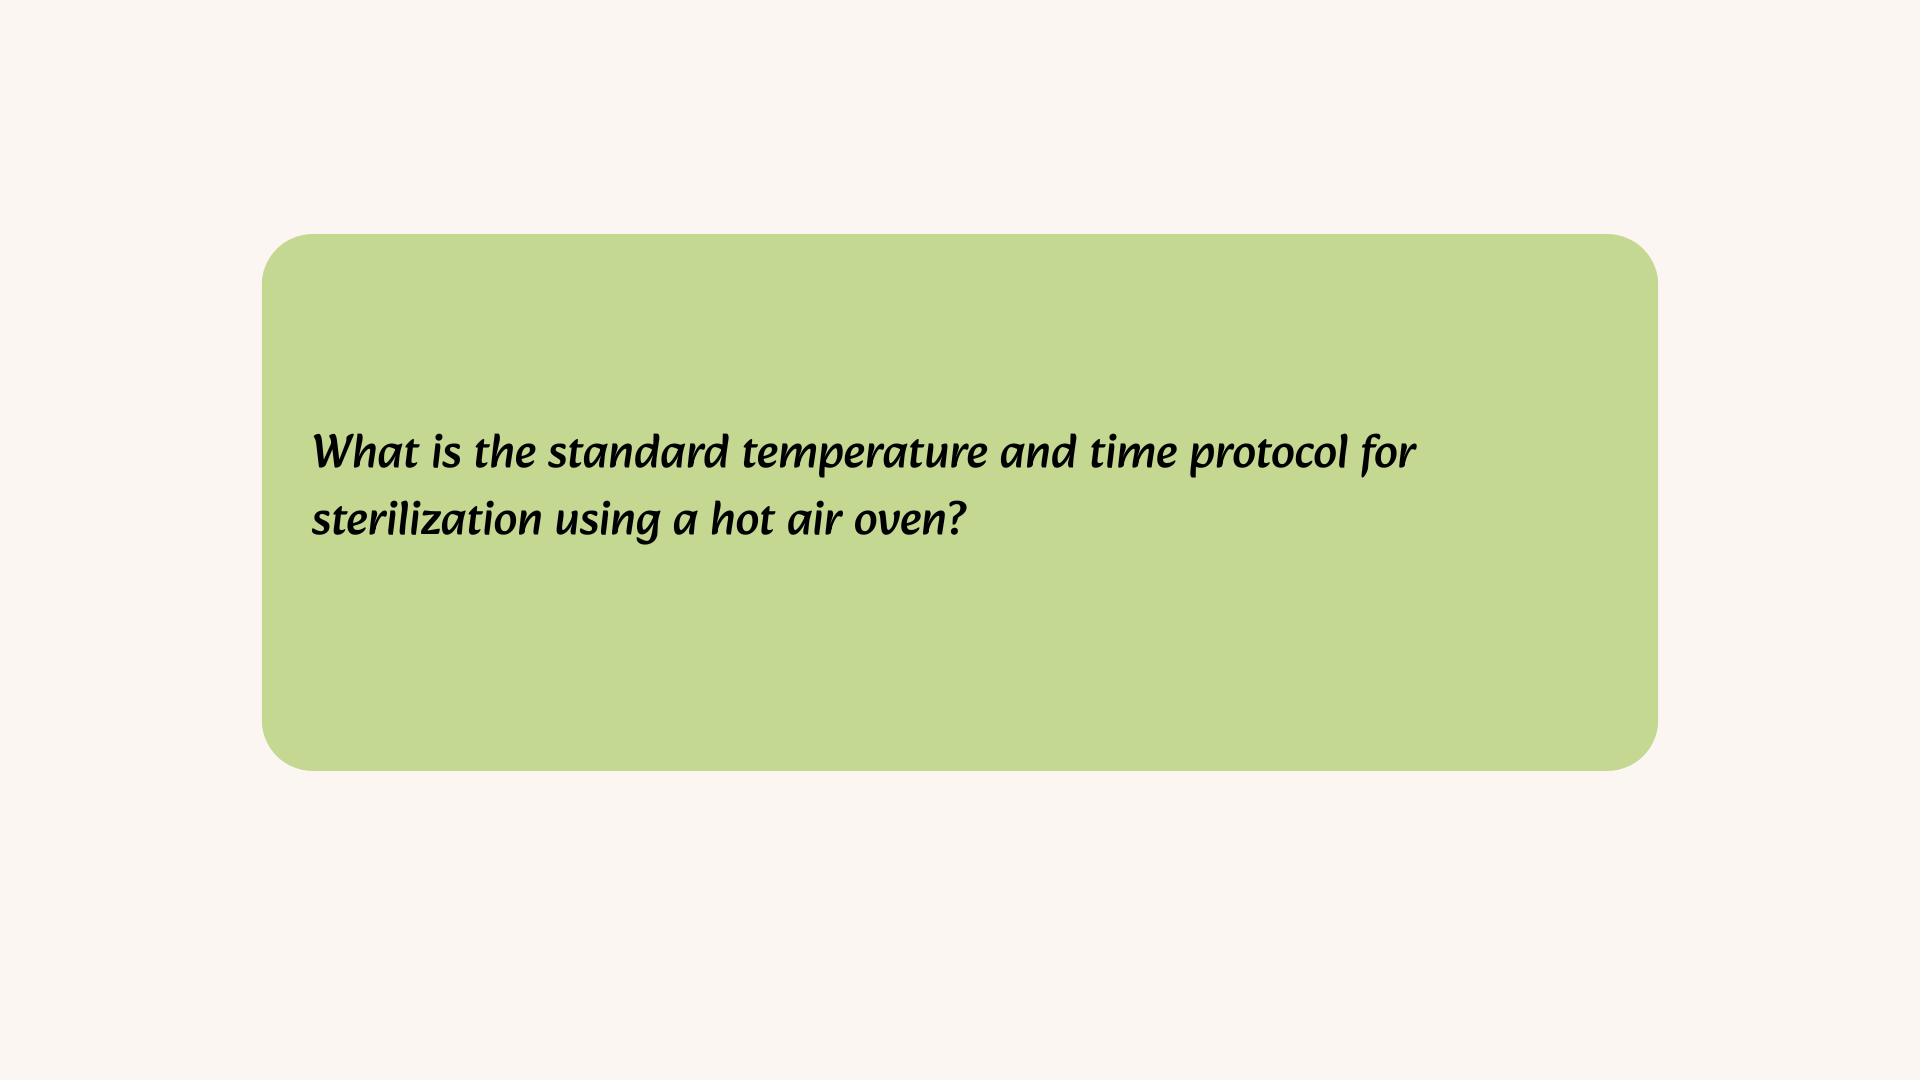 What is the standard temperature and time protocol for
sterilization using a hot air oven?